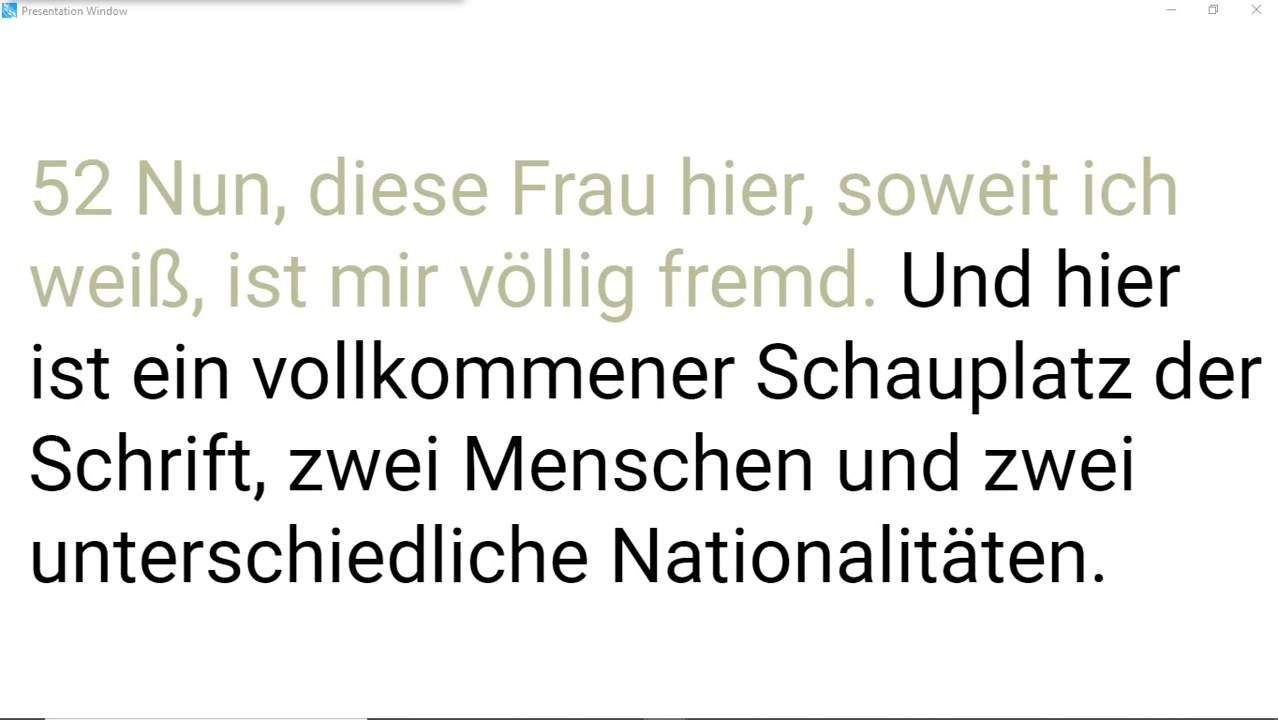 Presentation Window
52 Nun, diese Frau hier, soweit ich
weiß, ist mir völlig fremd. Und hier
ist ein vollkommener Schauplatz der
Schrift, zwei Menschen und zwei
unterschiedliche Nationalitäten.